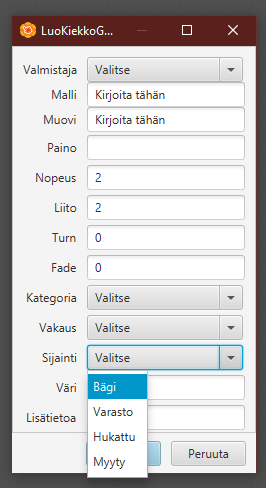 LuoKiekkoG...
Valmistaja Valitse
Malli Kirjoita tähän
Muovi Kirjoita tähän
Paino
Nopeus 2
Liito 2
Turn 0
Fade 0
Kategoria Valitse
Vakaus Valitse
Sijainti Valitse
Bägi
Väri
Varasto
Lisätietoa
Hukattu
Myyty
Peruuta